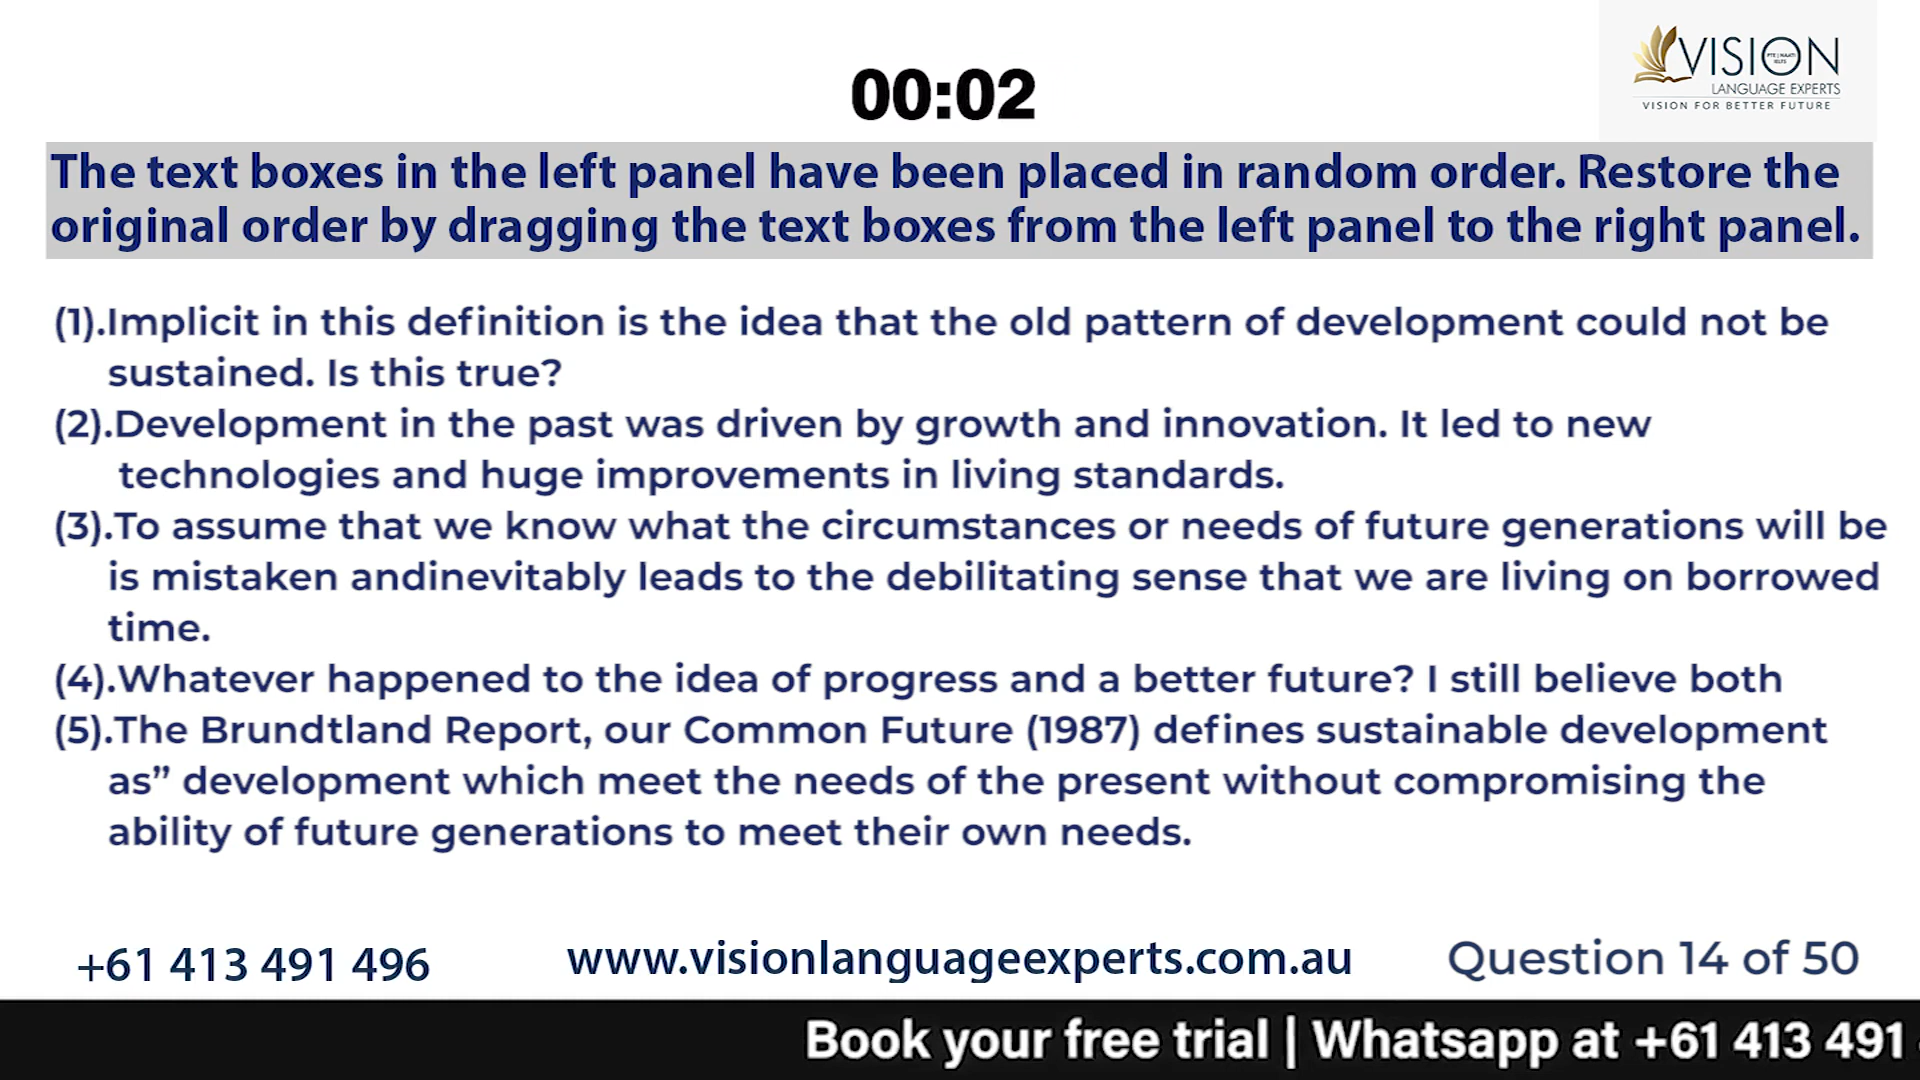 00:02
VISION
LANGUAGE EXPERTS
VISION FOR BETTER FUTURE
The text boxes in the left panel have been placed in random order. Restore the
original order by dragging the text boxes from the left panel to the right panel.
(1).Implicit in this definition is the idea that the old pattern of development could not be
sustained. Is this true?
(2).Development in the past was driven by growth and innovation. It led to new
technologies and huge improvements in living standards.
(3).To assume that we know what the circumstances or needs of future generations will be
is mistaken andinevitably leads to the debilitating sense that we are living on borrowed
time.
(4).Whatever happened to the idea of progress and a better future? I still believe both
(5).The Brundtland Report, our Common Future (1987) defines sustainable development
as” development which meet the needs of the present without compromising the
ability of future generations to meet their own needs.
+61 413 491 496
www.visionlanguageexperts.com.au
Question 14 of 50
Book your free trial | Whatsapp at +61 413 491